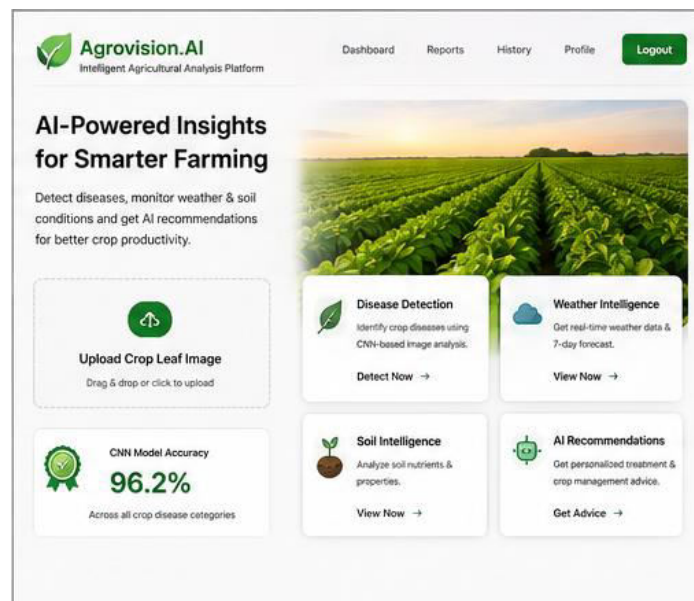 Agrovision.AI
Intelligent Agricultural Analysis Platform
Dashboard
Reports
History
Profile
Logout
AI-Powered Insights
for Smarter Farming
Detect diseases, monitor weather & soil
conditions and get AI recommendations
for better crop productivity.
Upload Crop Leaf Image
Drag & drop or click to upload
CNN Model Accuracy
96.2%
Across all crop disease categories
Disease Detection
Identify crop diseases using
CNN-based image analysis.
Detect Now →
Weather Intelligence
Get real-time weather data &
7-day forecast.
View Now →
Soil Intelligence
Analyze soil nutrients &
properties.
View Now →
AI Recommendations
Get personalized treatment &
crop management advice.
Get Advice →